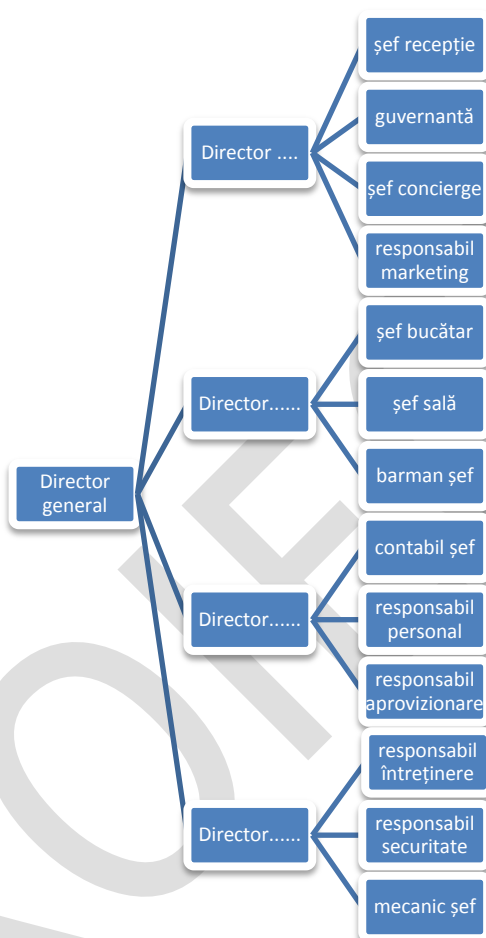 șef recepție
guvernantă
Director ....
șef concierge
responsabil
marketing
șef bucătar
Director......
șef sală
barman șef
Director
general
contabil șef
Director......
responsabil
personal
responsabil
aprovizionare
responsabil
întreținere
Director......
responsabil
securitate
mecanic șef